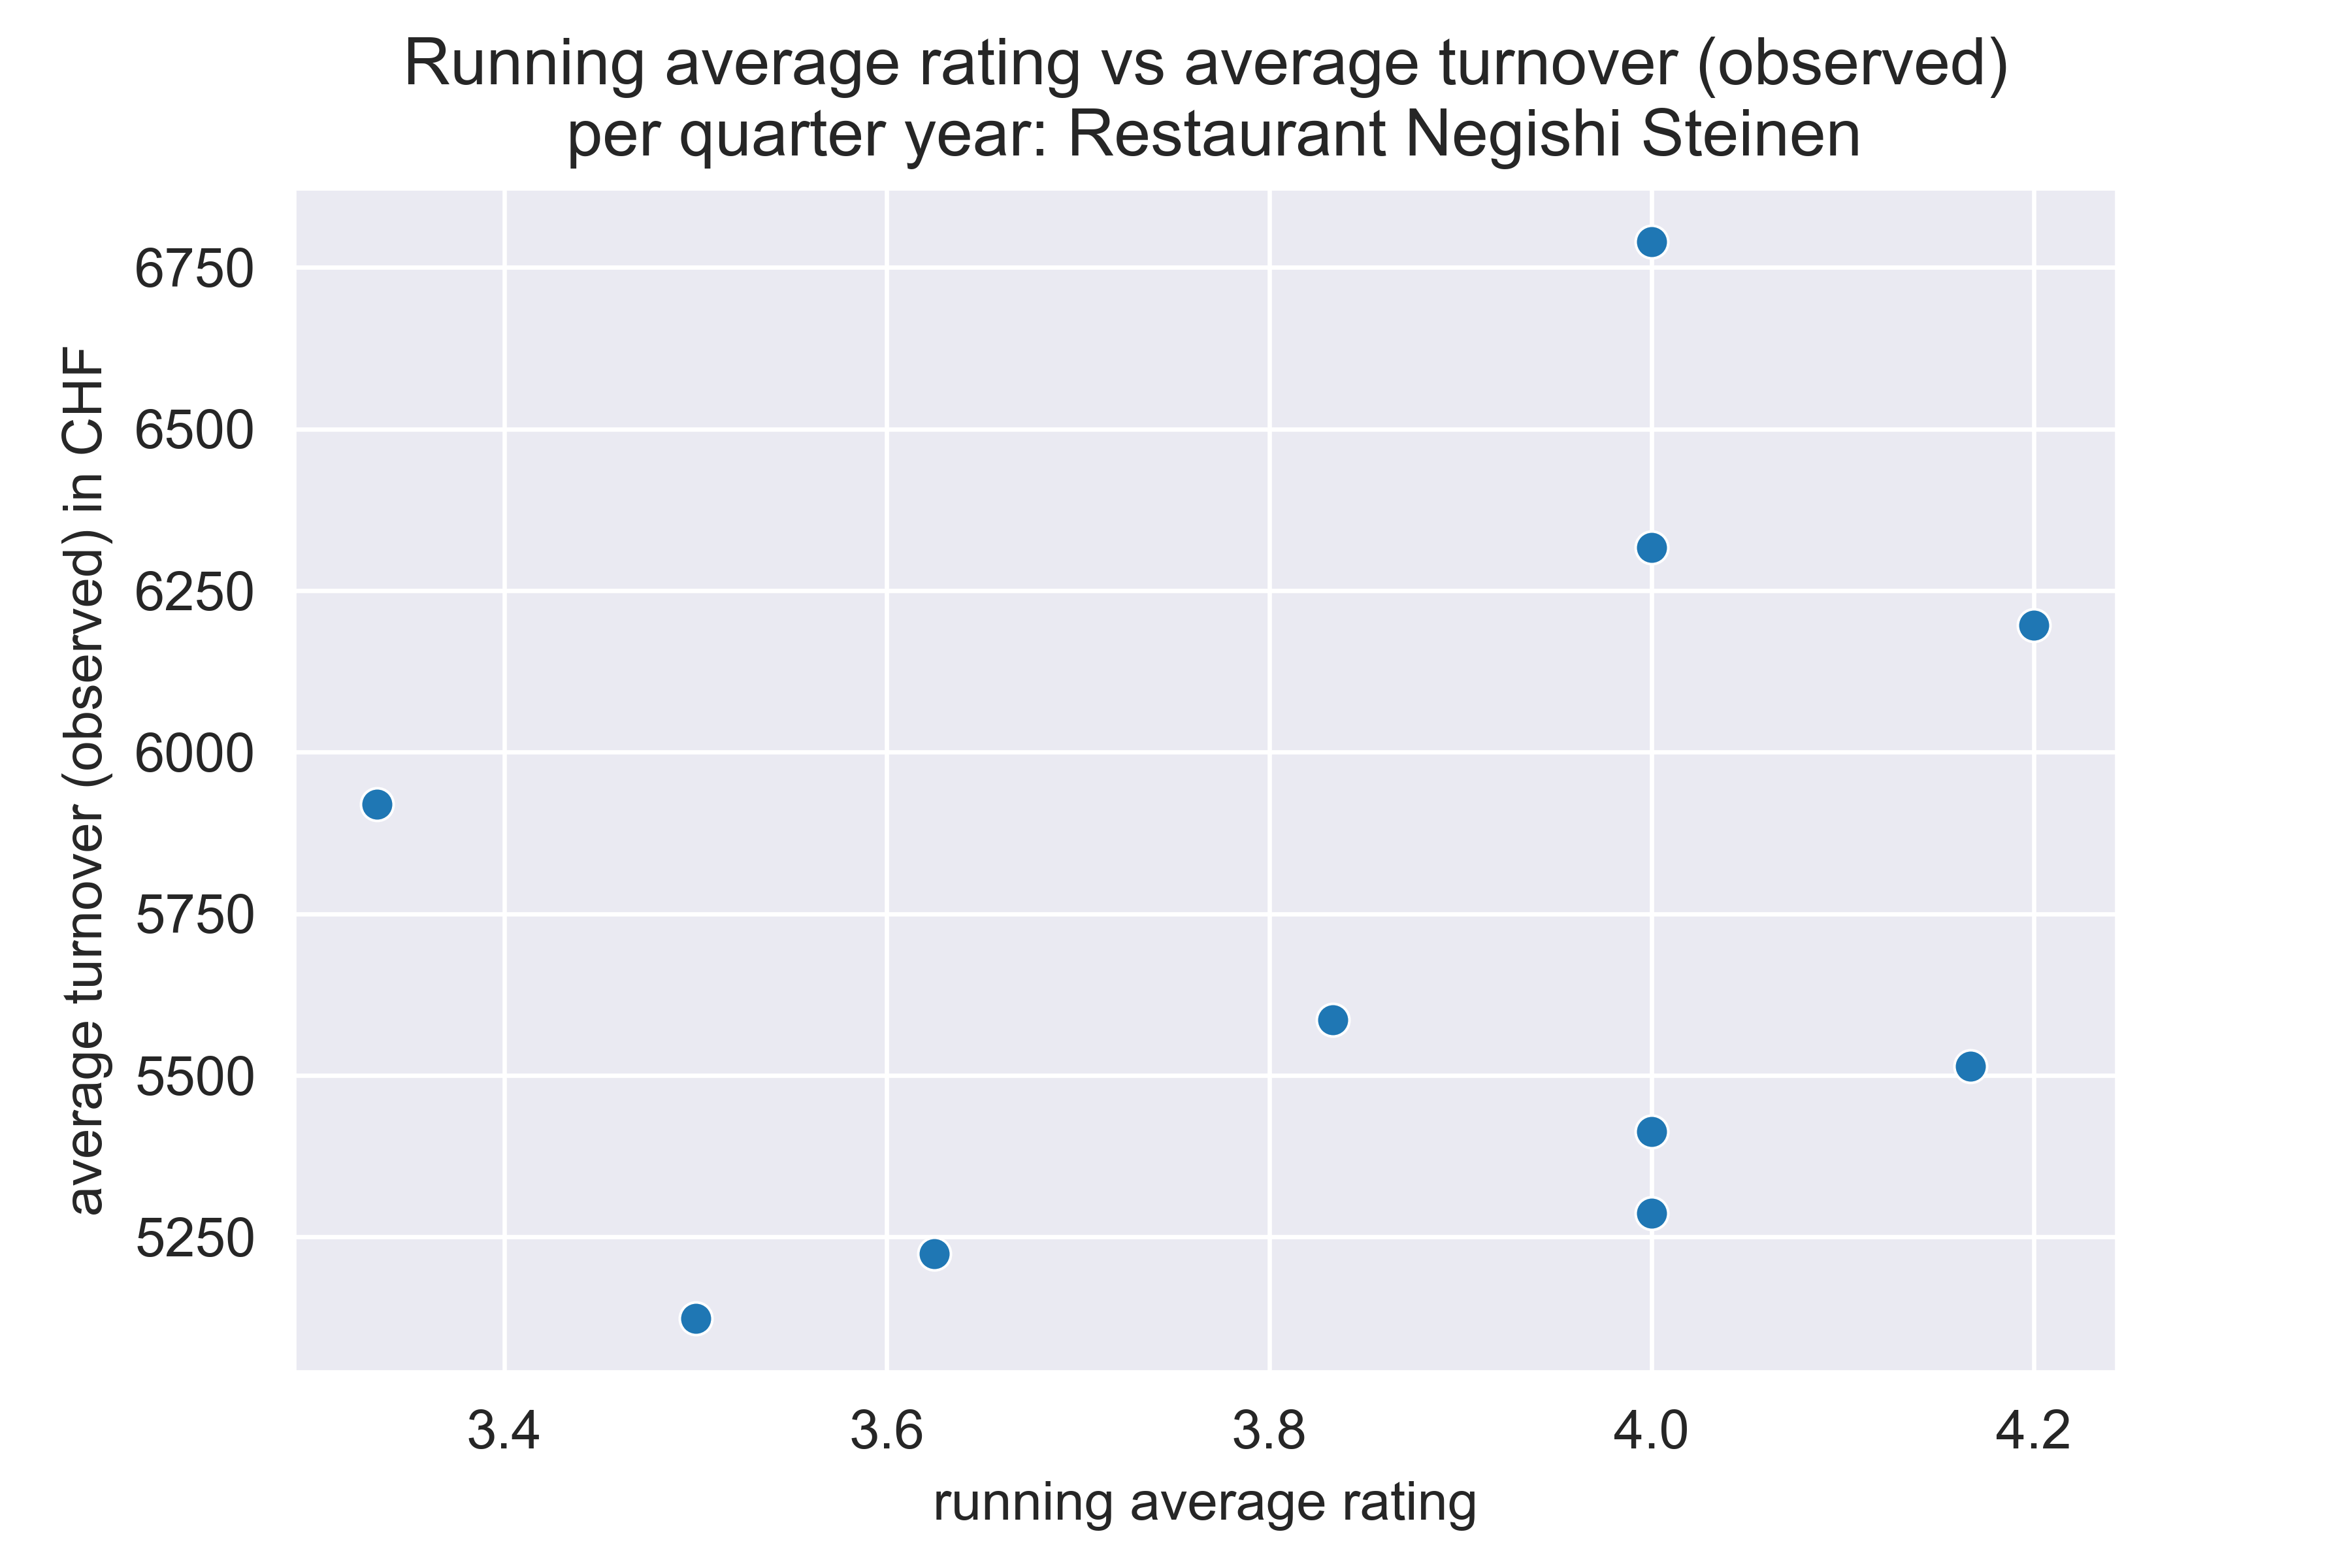 Running average rating vs average turnover (observed)
per quarter year: Restaurant Negishi Steinen
average turnover (observed) in CHF
6750
6500
6250
6000
5750
5500
5250
3.4 3.6 3.8 4.0 4.2
running average rating